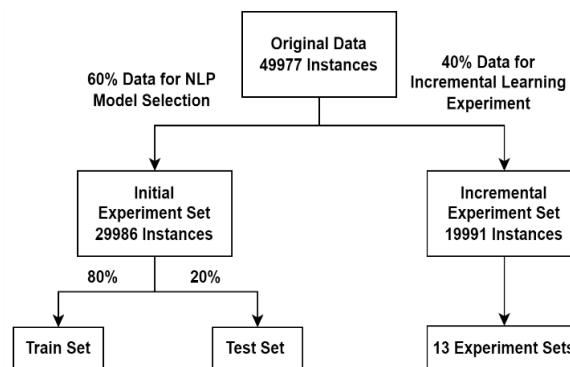 Original Data
49977 Instances
60% Data for NLP
Model Selection
40% Data for
Incremental Learning
Experiment
Initial
Experiment Set
29986 Instances
Incremental
Experiment Set
19991 Instances
80%
20%
Train Set
Test Set
13 Experiment Sets